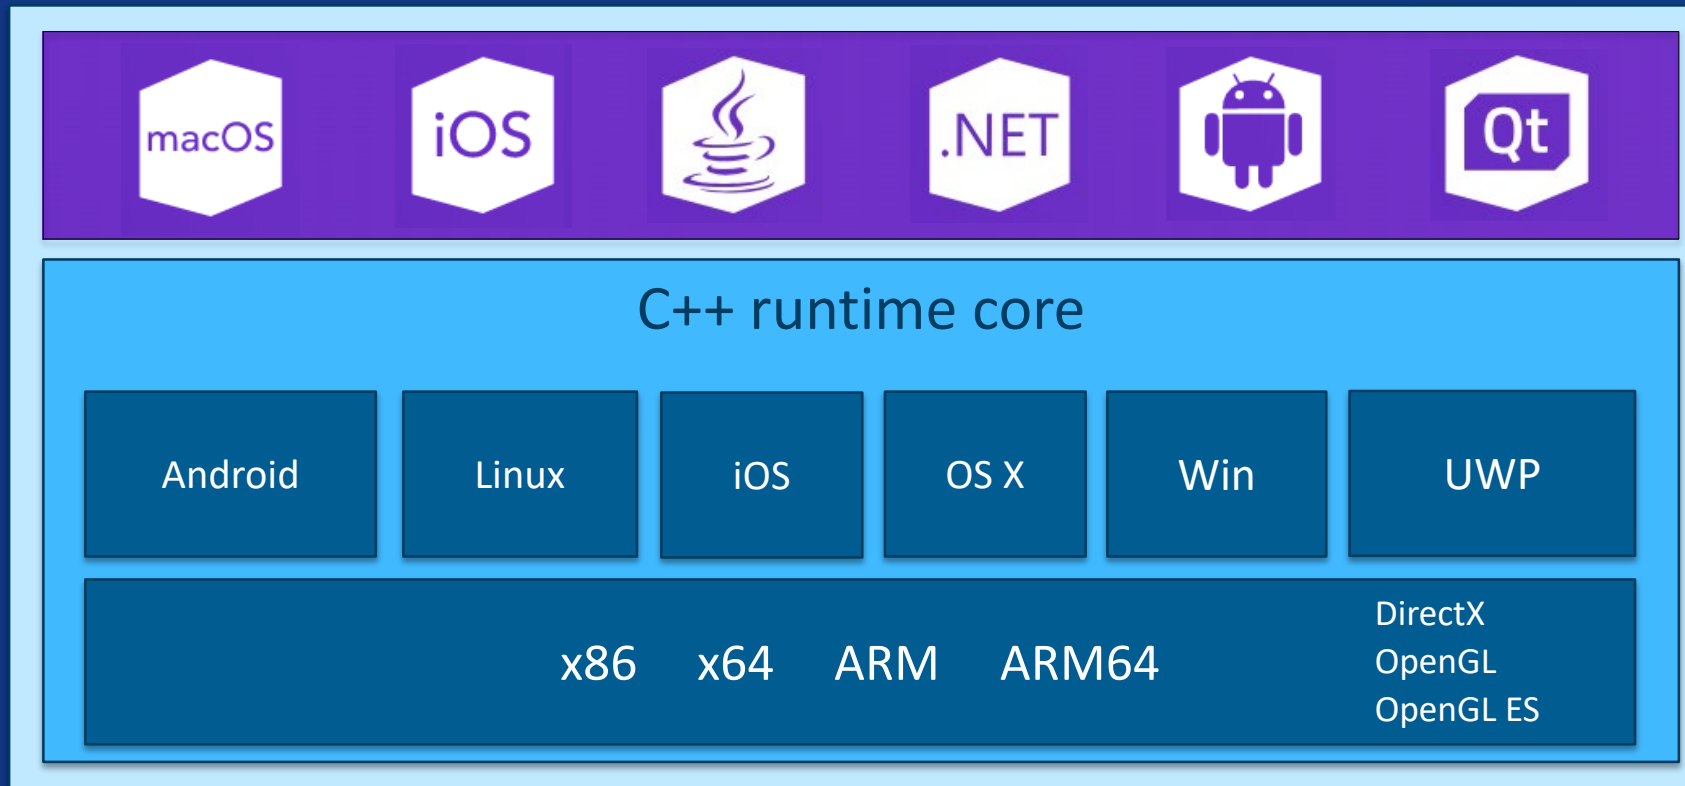 macOS iOS .NET Qt
C++ runtime core
Android Linux iOS OS X Win UWP
x86 x64 ARM ARM64
DirectX
OpenGL
OpenGL ES